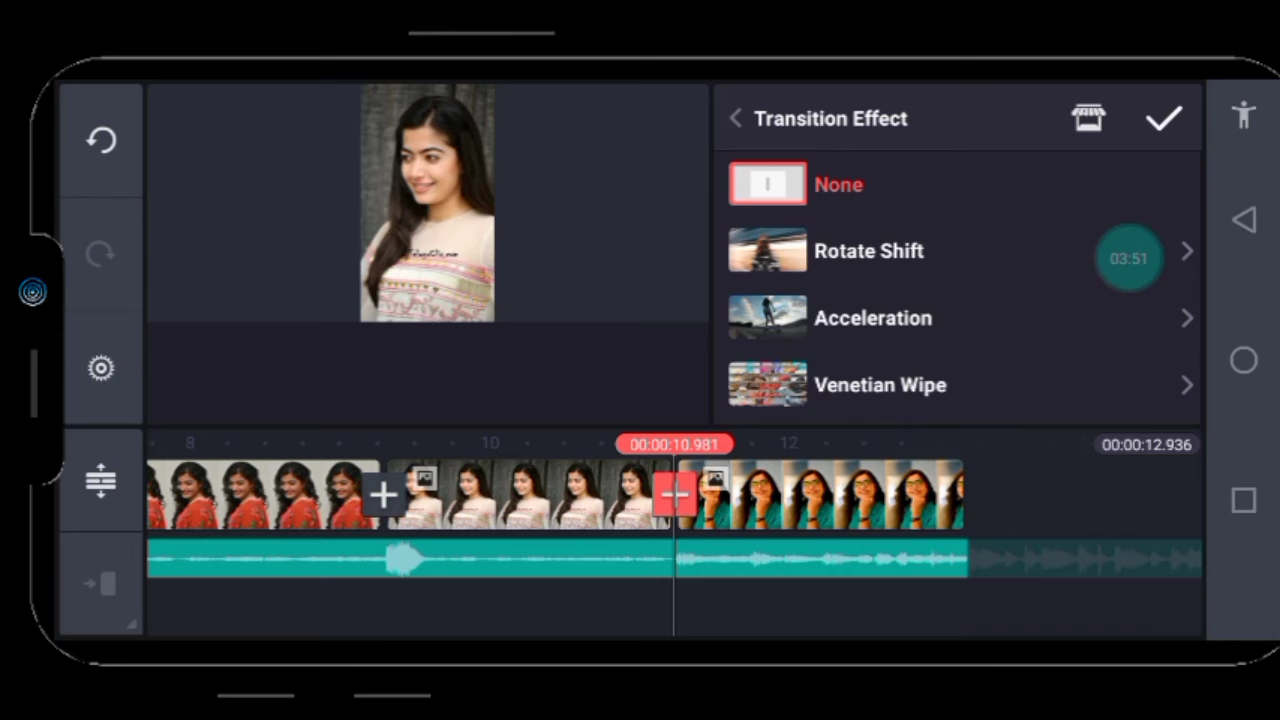 Transition Effect
None
Rotate Shift
03:51
Acceleration
Venetian Wipe
8
10
00:00:10.981
12
00:00:12.936